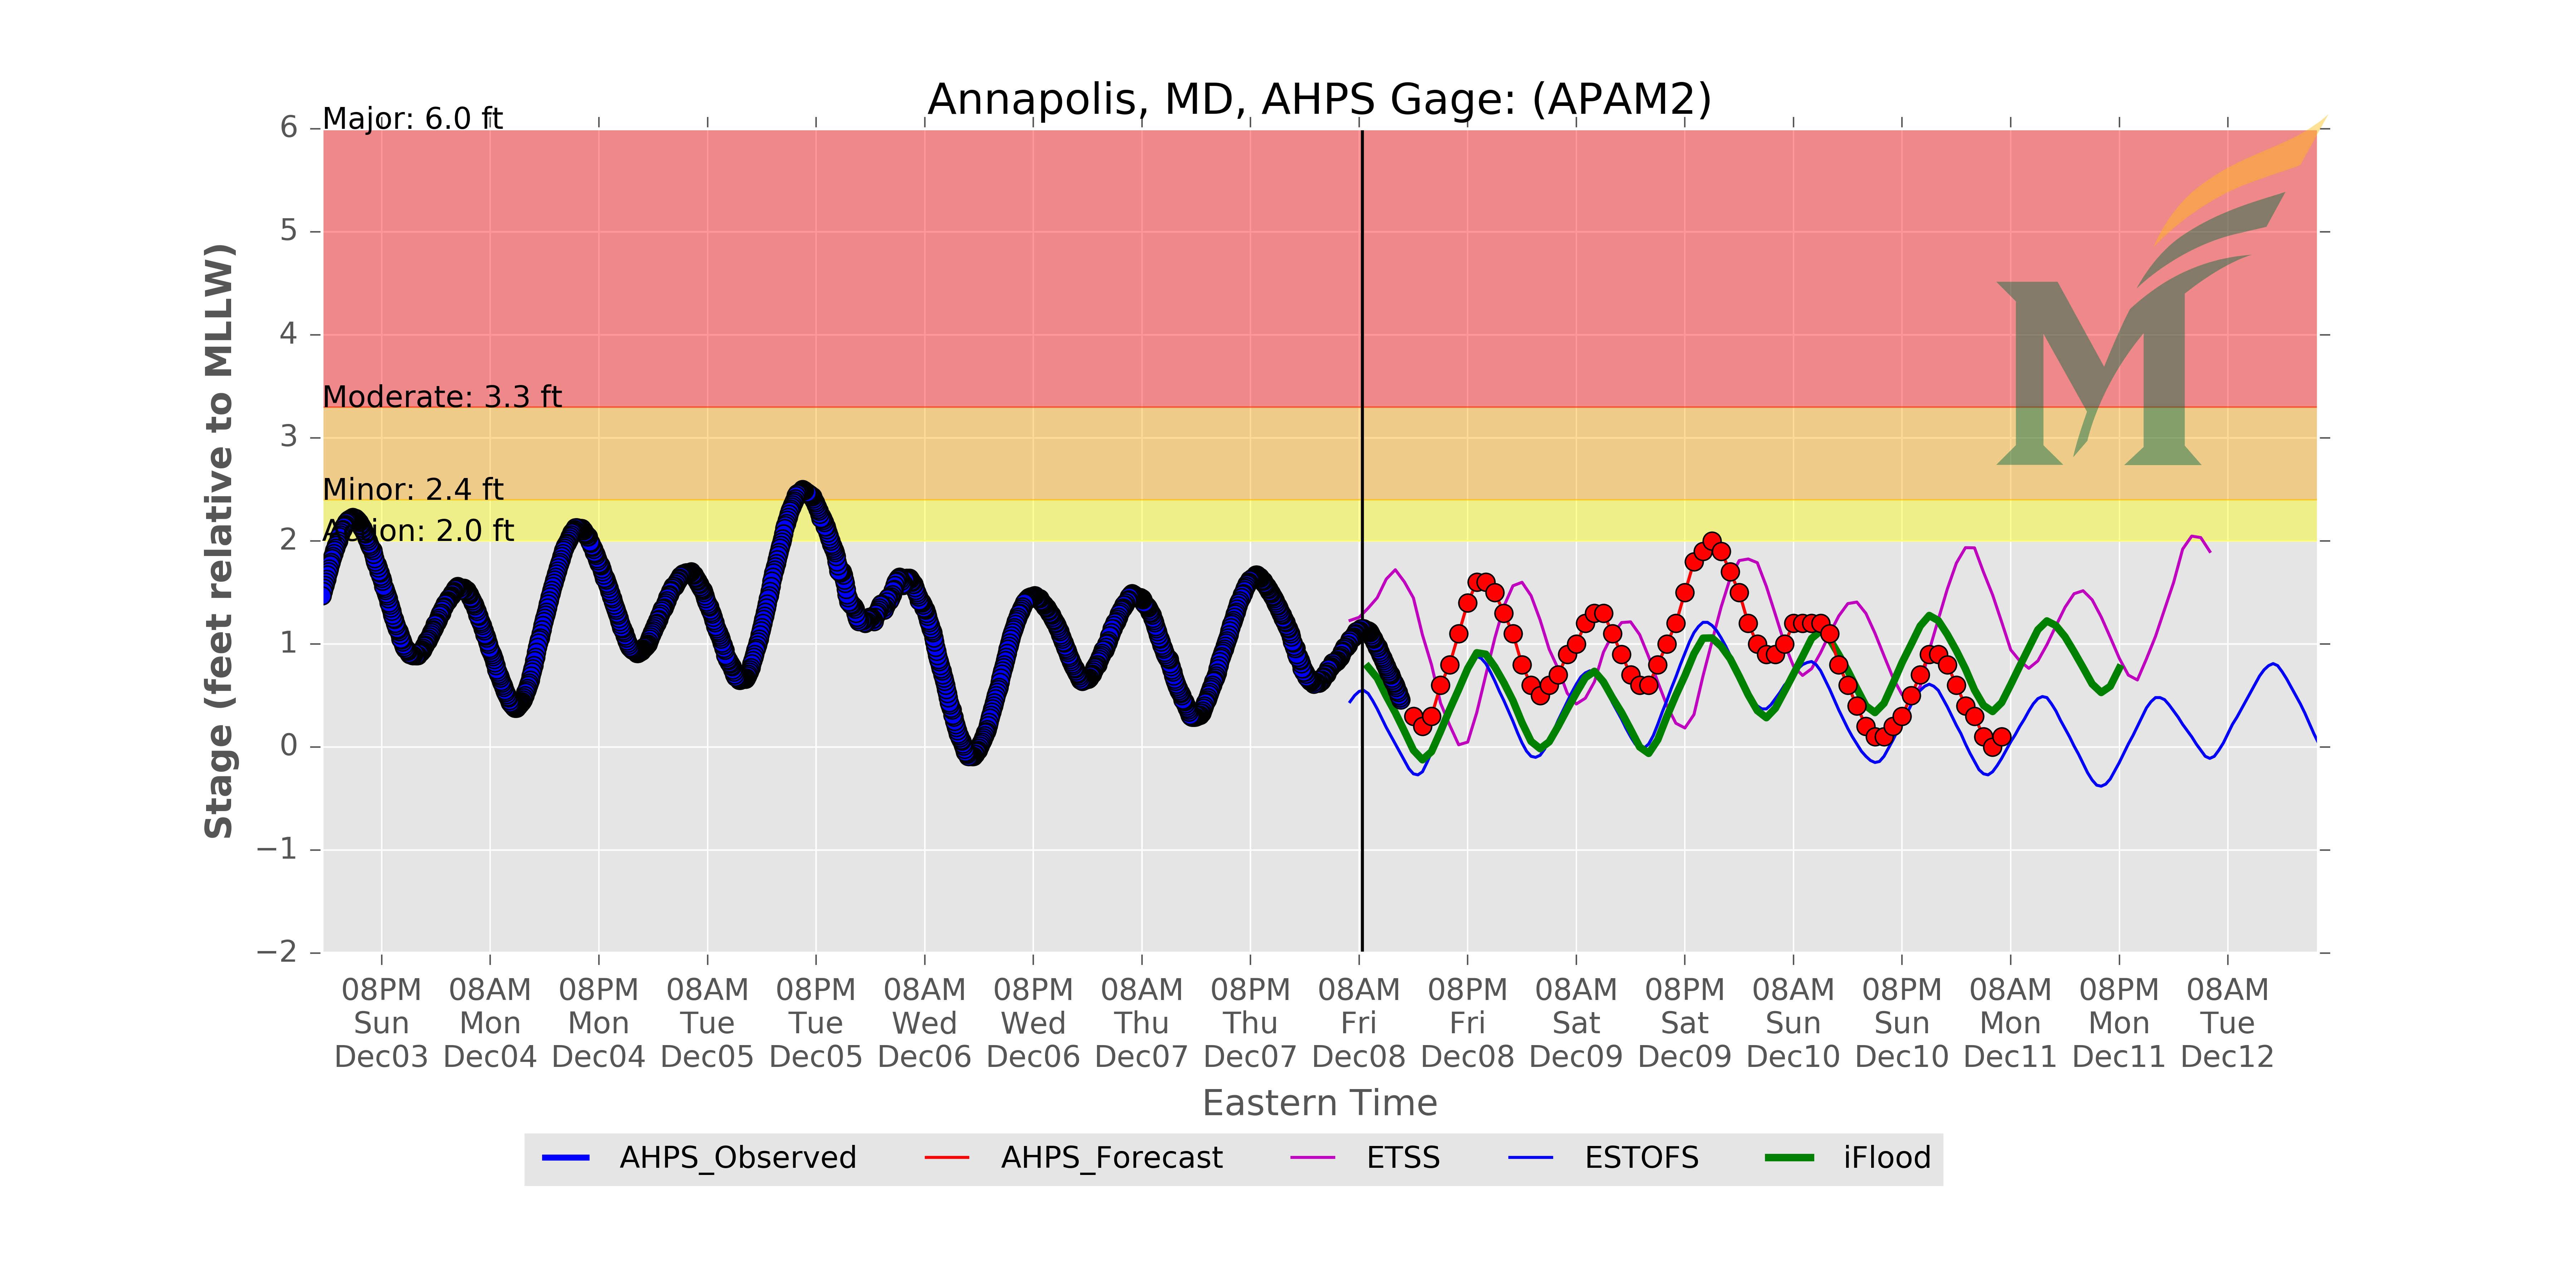 Annapolis, MD, AHPS Gage: (APAM2)
Major: 6.0 ft
Moderate: 3.3 ft
Minor: 2.4 ft
Action: 2.0 ft
Stage (feet relative to MLLW)
6
5
4
3
2
1
0
−1
−2
08PM 08AM 08PM 08AM 08PM 08AM 08PM 08AM 08PM 08AM 08PM 08AM 08PM 08AM 08PM 08AM 08PM 08AM
Sun Mon Mon Tue Tue Wed Wed Thu Thu Fri Fri Sat Sat Sun Sun Mon Mon Tue
Dec03 Dec04 Dec04 Dec05 Dec05 Dec06 Dec06 Dec07 Dec07 Dec08 Dec08 Dec09 Dec09 Dec10 Dec10 Dec11 Dec11 Dec12
Eastern Time
AHPS_Observed AHPS_Forecast ETSS ESTOFS iFlood